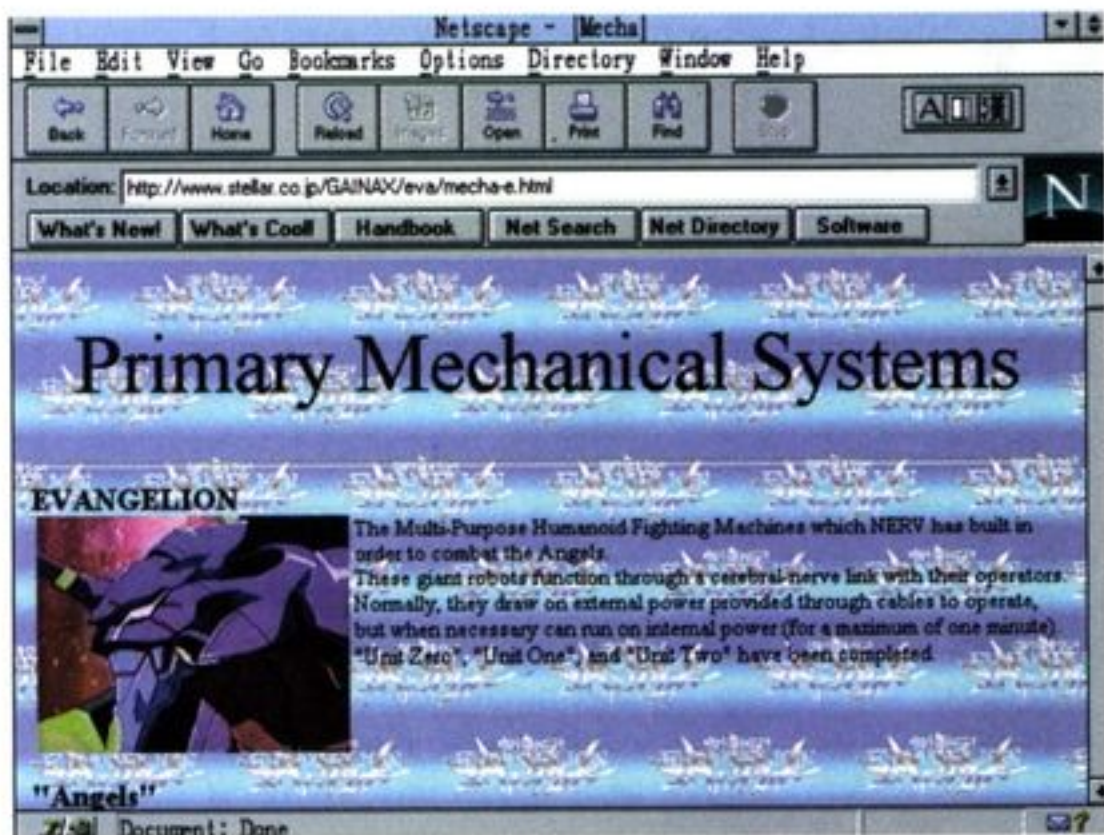 Netscape - [Mecha]
File Edit View Go Bookmarks Options Directory Window Help
Back Forward Home Reload Images Open Print Find Stop
A 漢
Location: http://www.stellar.co.jp/GAINAX/eva/mecha-e.html
N
What's New! What's Cool! Handbook Net Search Net Directory Software
Primary Mechanical Systems
EVANGELION
The Multi-Purpose Humanoid Fighting Machines which NERV has built in
order to combat the Angels.
These giant robots function through a cerebral-nerve link with their operators.
Normally, they draw on external power provided through cables to operate,
but when necessary can run on internal power (for a maximum of one minute)
"Unit Zero", "Unit One", and "Unit Two" have been completed
"Angels"
Document: Done
?